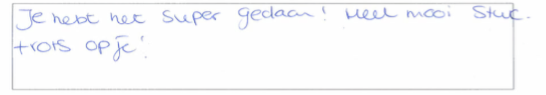 Je hebt het super gedaan! Heel mooi Stuk.
trots op je!